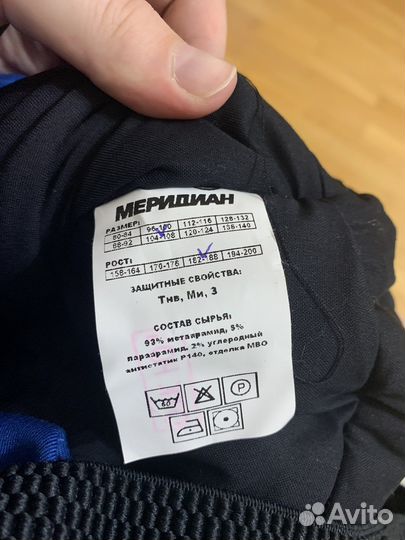 МЕРИДИАН
РАЗМЕР: 96-100 112-116 128-132
80-84 104-108 120-124 136-140
88-92
РОСТ:
158-164 170-176 182-188 194-200
ЗАЩИТНЫЕ СВОЙСТВА:
Тнв, Ми, З
СОСТАВ СЫРЬЯ:
93% метаарамид, 5%
параарамид, 2% углеродный
антистатик P140, отделка МВО
60
P
Avito